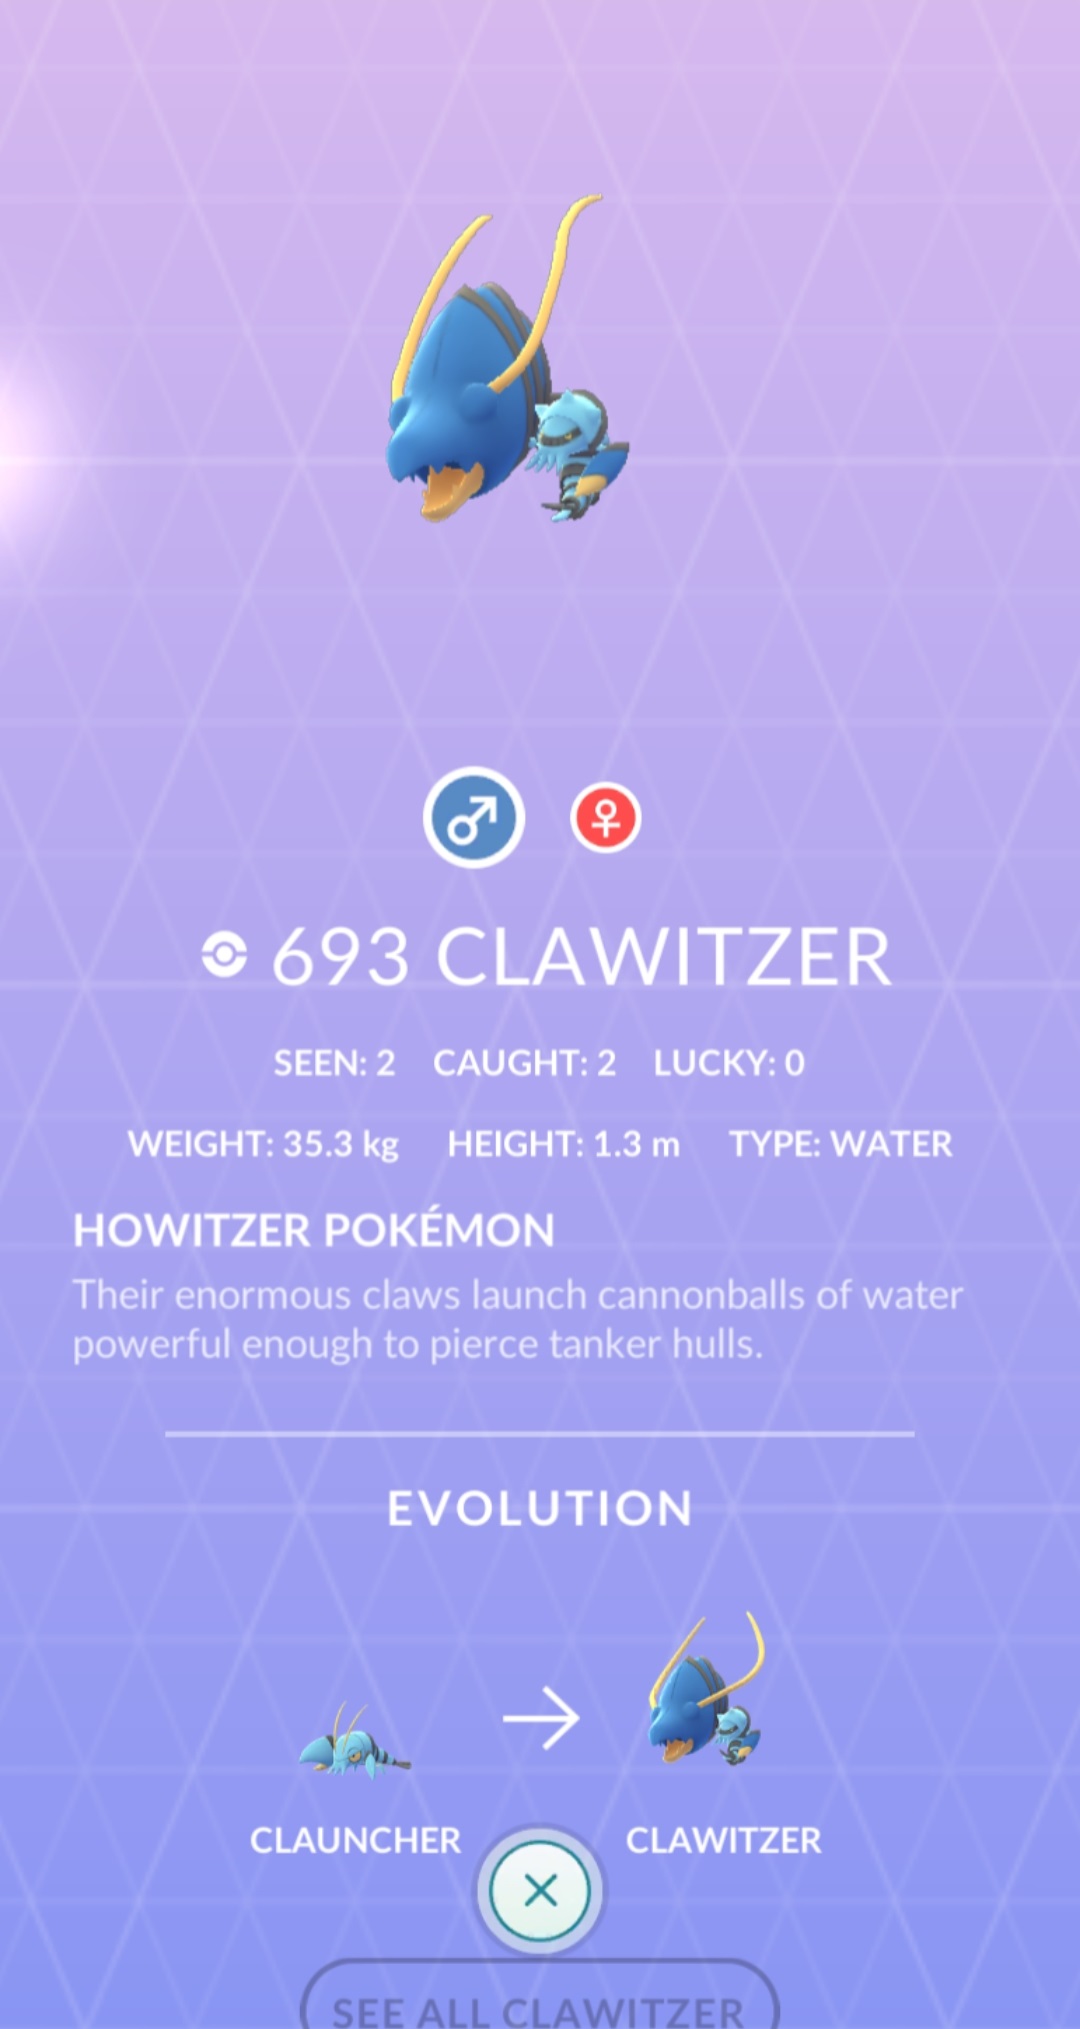 693 CLAWITZER
SEEN: 2 CAUGHT: 2 LUCKY: 0
WEIGHT: 35.3 kg HEIGHT: 1.3 m TYPE: WATER
HOWITZER POKÉMON
Their enormous claws launch cannonballs of water
powerful enough to pierce tanker hulls.
EVOLUTION
CLAUNCHER CLAWITZER
SEE ALL CLAWITZER